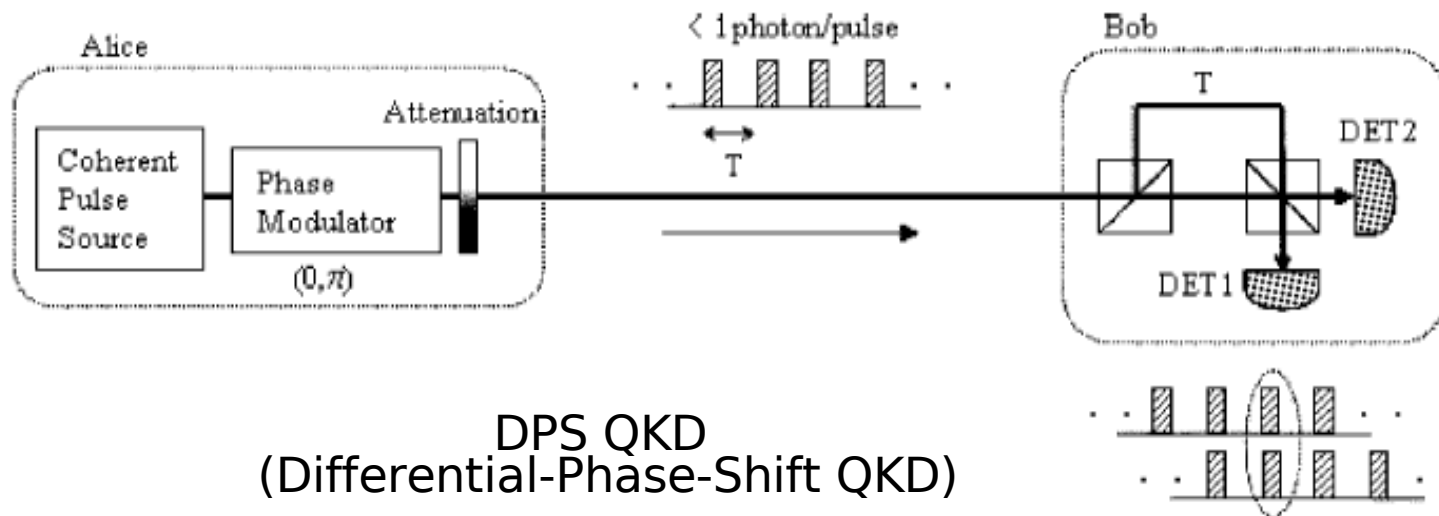 Alice
Coherent
Pulse
Source
Phase
Modulator
(0,π)
Attenuation
< 1photon/pulse
T
Bob
T
DET2
DET1
DPS QKD
(Differential-Phase-Shift QKD)